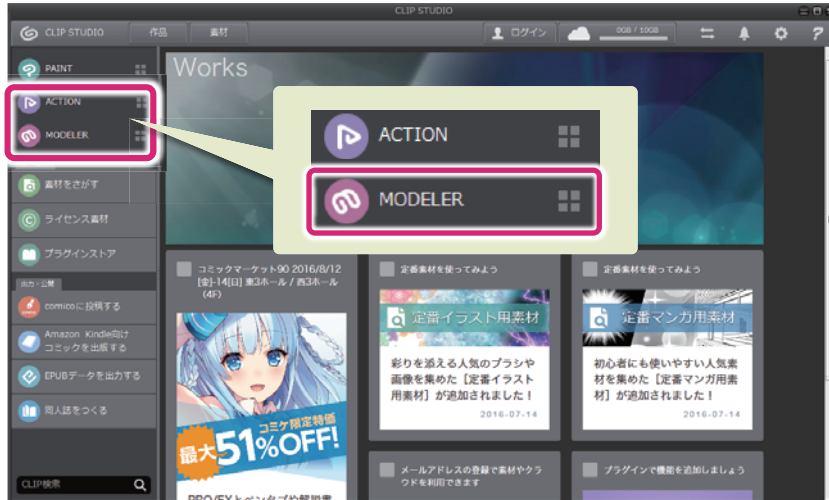 CLIP STUDIO
CLIP STUDIO
作品
素材
ログイン
0GB / 10GB
?
PAINT
ACTION
MODELER
素材をさがす
ライセンス素材
プラグインストア
出力・公開
comicoに投稿する
Amazon Kindle向け
コミックを出版する
EPUBデータを出力する
同人誌をつくる
CLIP検索
Works
ACTION
MODELER
コミックマーケット90 2016/8/12
[金]-14[日] 東3ホール / 西3ホール
(4F)
コミケ限定特価
最大51%OFF!
定番素材を使ってみよう
定番イラスト用素材
彩りを添える人気のブラシや
画像を集めた［定番イラスト
用素材］が追加されました！
2016-07-14
定番素材を使ってみよう
定番マンガ用素材
初心者にも使いやすい人気素
材を集めた［定番マンガ用素
材］が追加されました！
2016-07-14
メールアドレスの登録で素材やクラ
ウドを利用できます
プラグインで機能を追加しましょう